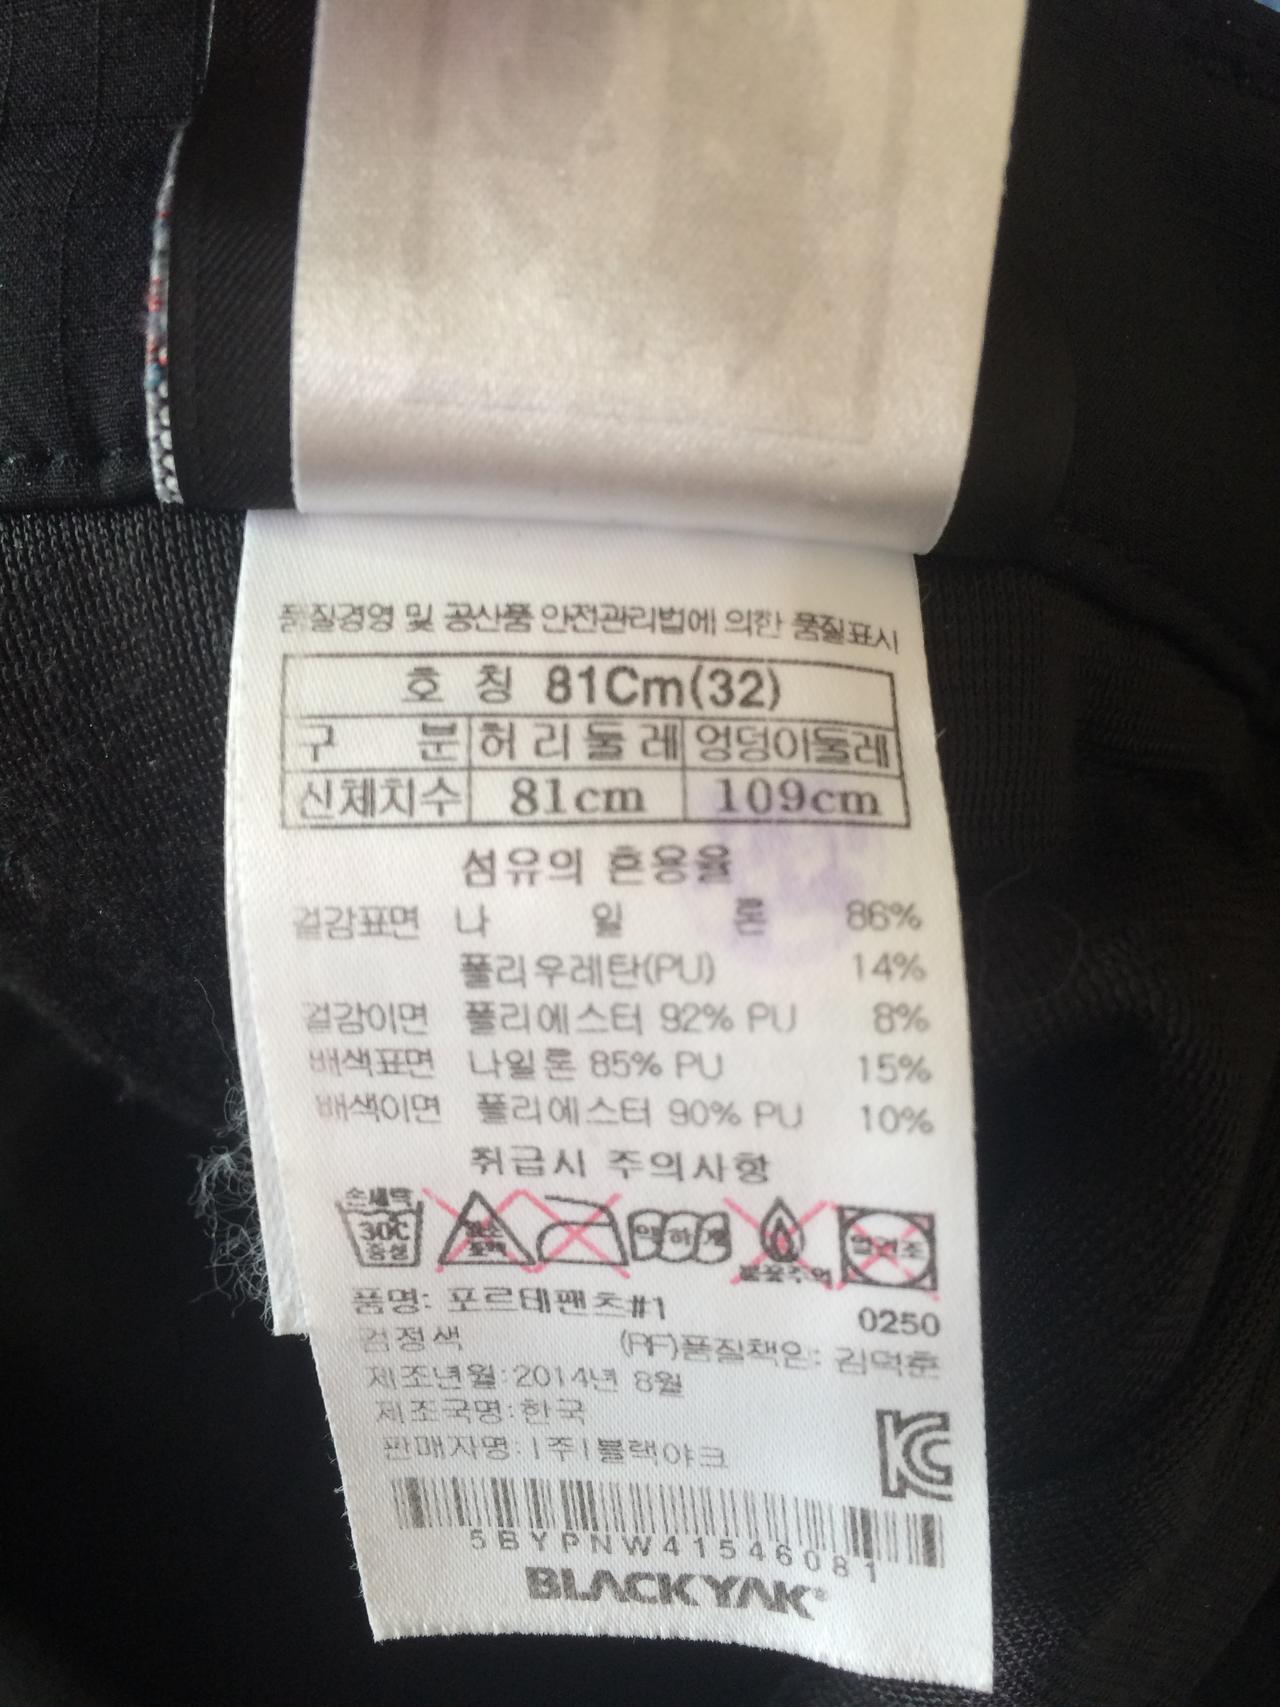 품질경영 및 공산품 안전관리법에 의한 품질표시
호 칭 81Cm(32)
구 분 허리둘레 엉덩이둘레
신체치수 81cm 109cm
섬유의 혼용율
겉감표면 나 일 론 86%
폴리우레탄(PU) 14%
겉감이면 폴리에스터 92% PU 8%
배색표면 나일론 85% PU 15%
배색이면 폴리에스터 90% PU 10%
취급시 주의사항
손세탁
30℃
중성
염소
표백
약하게
불꽃주의
품명: 포르테팬츠#1
0250
검정색 (RF)품질책임: 김덕춘
제조년월:2014년 8월
제조국명:한국
판매자명:|주|블랙야크
KC
5BYPNW41546081
BLACKYAK®